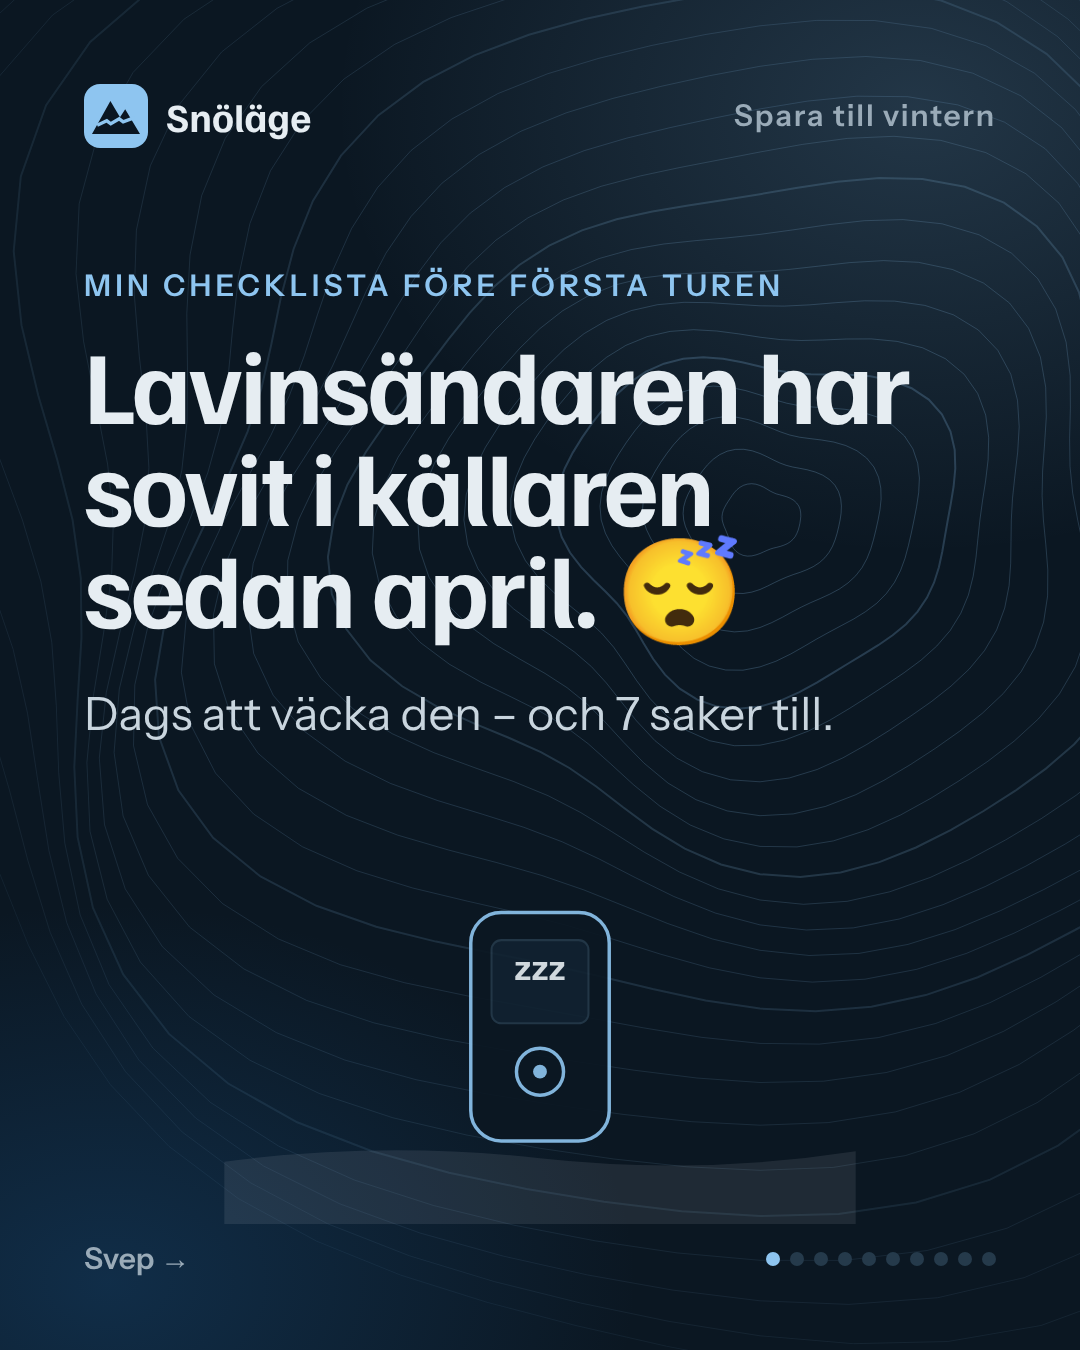 Snöläge
Spara till vintern
MIN CHECKLISTA FÖRE FÖRSTA TUREN
Lavinsändaren har
sovit i källaren
sedan april. 😴
Dags att väcka den – och 7 saker till.
zzz
Svep →